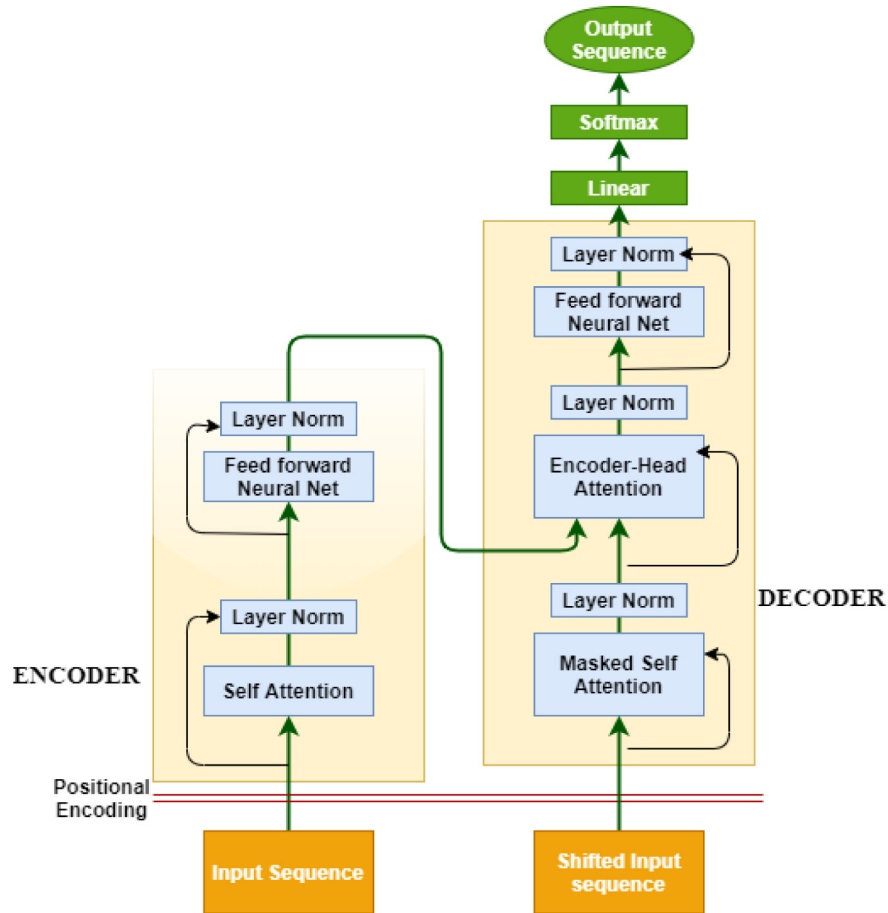 Output
Sequence
Softmax
Linear
Layer Norm
Feed forward
Neural Net
Layer Norm
Encoder-Head
Attention
Layer Norm
Masked Self
Attention
DECODER
Layer Norm
Feed forward
Neural Net
Layer Norm
Self Attention
ENCODER
Positional
Encoding
Input Sequence
Shifted Input
sequence